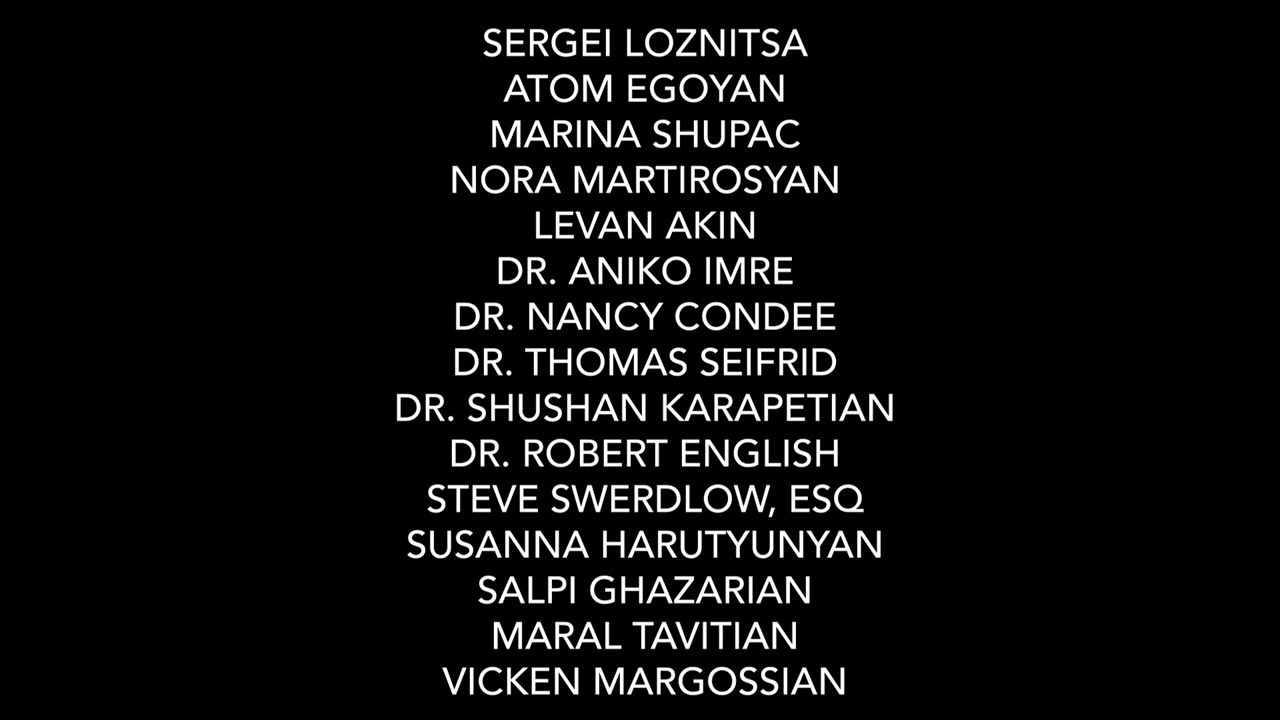 SERGEI LOZNITSA
ATOM EGOYAN
MARINA SHUPAC
NORA MARTIROSYAN
LEVAN AKIN
DR. ANIKO IMRE
DR. NANCY CONDEE
DR. THOMAS SEIFRID
DR. SHUSHAN KARAPETIAN
DR. ROBERT ENGLISH
STEVE SWERDLOW, ESQ
SUSANNA HARUTYUNYAN
SALPI GHAZARIAN
MARAL TAVITIAN
VICKEN MARGOSSIAN